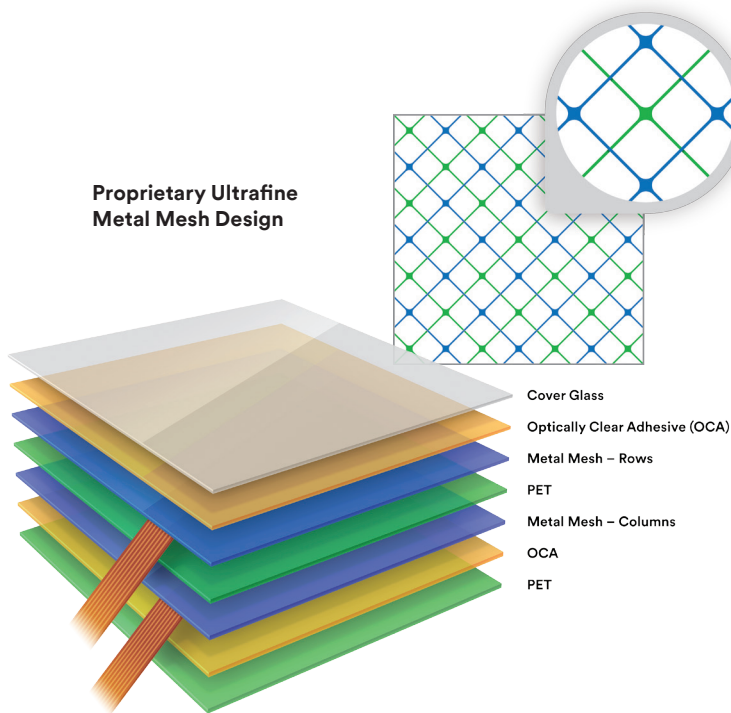 Proprietary Ultrafine
Metal Mesh Design
Cover Glass
Optically Clear Adhesive (OCA)
Metal Mesh – Rows
PET
Metal Mesh – Columns
OCA
PET